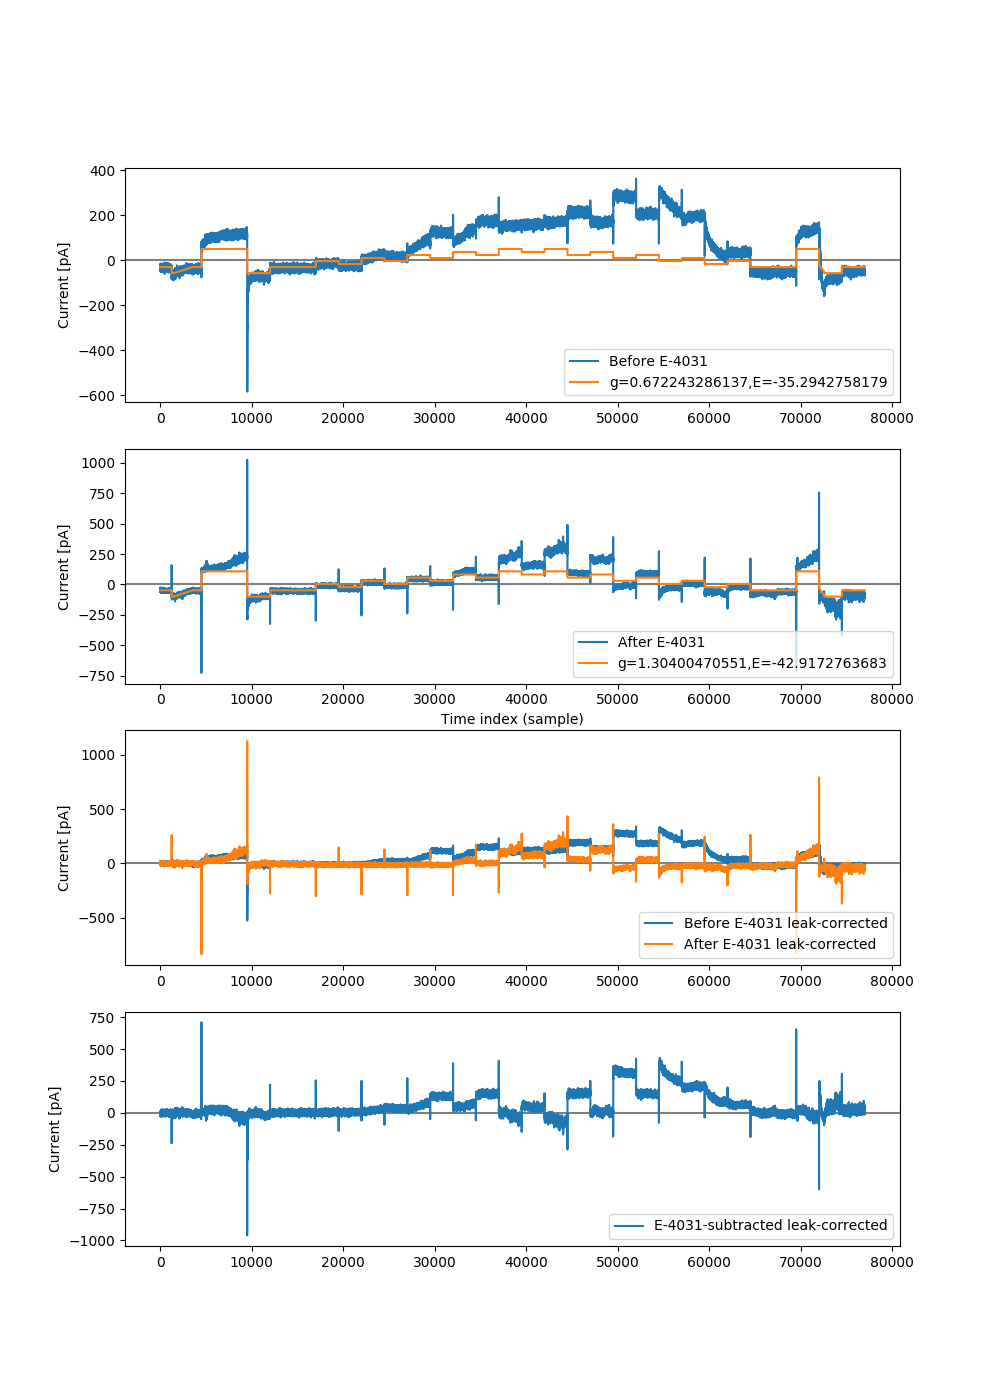 400
200
0
−200
−400
−600
Current [pA]
Before E-4031
g=0.672243286137,E=-35.2942758179
0 10000 20000 30000 40000 50000 60000 70000 80000
1000
750
500
250
0
−250
−500
−750
Current [pA]
After E-4031
g=1.30400470551,E=-42.9172763683
0 10000 20000 30000 40000 50000 60000 70000 80000
Time index (sample)
1000
500
0
−500
Current [pA]
Before E-4031 leak-corrected
After E-4031 leak-corrected
0 10000 20000 30000 40000 50000 60000 70000 80000
750
500
250
0
−250
−500
−750
−1000
Current [pA]
E-4031-subtracted leak-corrected
0 10000 20000 30000 40000 50000 60000 70000 80000